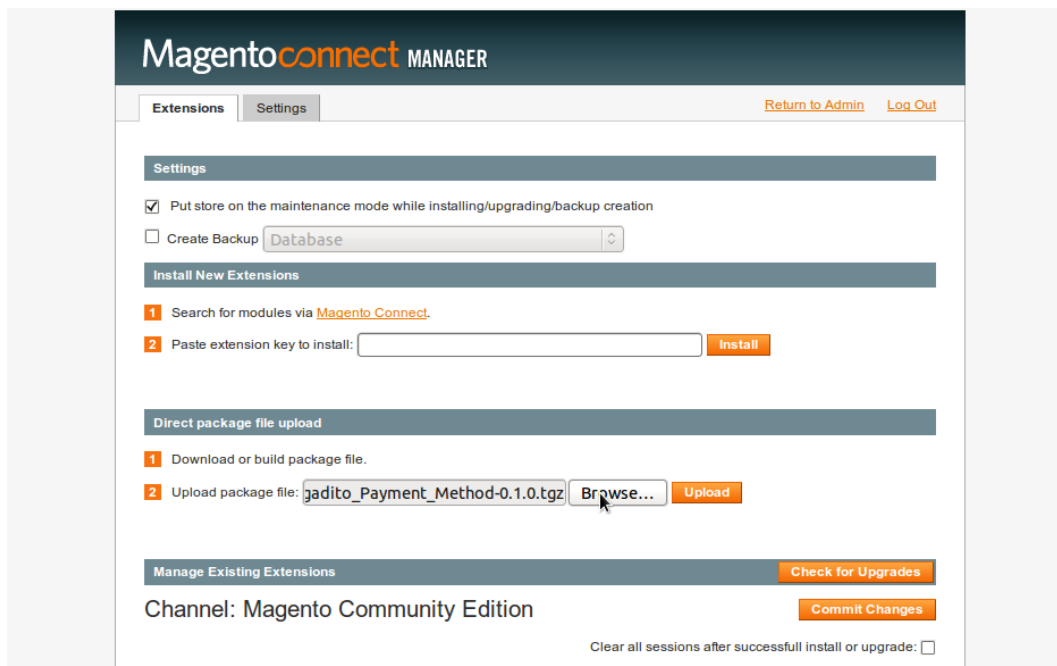 Magentoconnect MANAGER
Extensions Settings Return to Admin Log Out
Settings
Put store on the maintenance mode while installing/upgrading/backup creation
Create Backup Database
Install New Extensions
1 Search for modules via Magento Connect.
2 Paste extension key to install: Install
Direct package file upload
1 Download or build package file.
2 Upload package file: gadito_Payment_Method-0.1.0.tgz Browse... Upload
Manage Existing Extensions Check for Upgrades
Channel: Magento Community Edition Commit Changes
Clear all sessions after successfull install or upgrade: